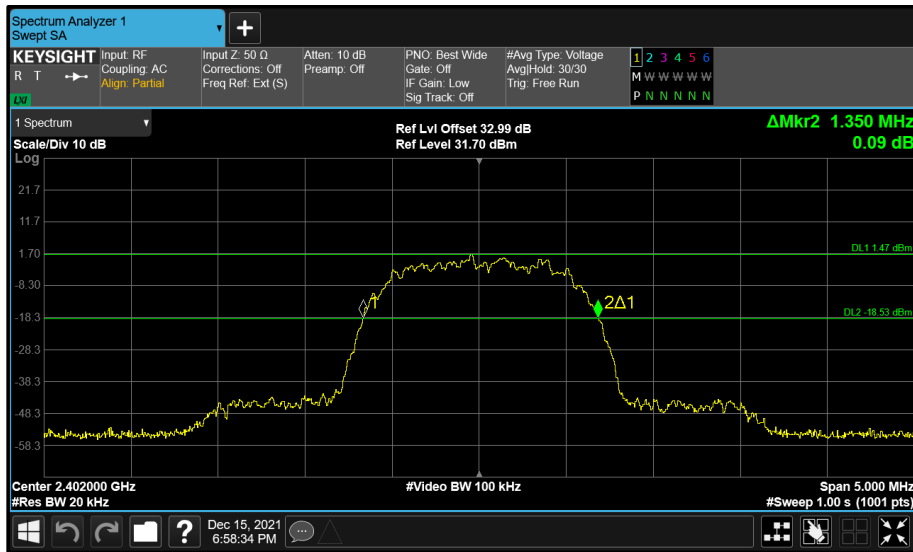 Spectrum Analyzer 1
Swept SA
KEYSIGHT
R T
LXI
Input: RF
Coupling: AC
Align: Partial
Input Z: 50 Ω
Corrections: Off
Freq Ref: Ext (S)
Atten: 10 dB
Preamp: Off
PNO: Best Wide
Gate: Off
IF Gain: Low
Sig Track: Off
#Avg Type: Voltage
Avg|Hold: 30/30
Trig: Free Run
1 2 3 4 5 6
M W W W W W
P N N N N N
1 Spectrum
Scale/Div 10 dB
Log
Ref Lvl Offset 32.99 dB
Ref Level 31.70 dBm
ΔMkr2 1.350 MHz
0.09 dB
21.7
11.7
1.70
DL1 1.47 dBm
-8.30
1
2Δ1
-18.3
DL2 -18.53 dBm
-28.3
-38.3
-48.3
-58.3
Center 2.402000 GHz
#Res BW 20 kHz
#Video BW 100 kHz
Span 5.000 MHz
#Sweep 1.00 s (1001 pts)
?
Dec 15, 2021
6:58:34 PM